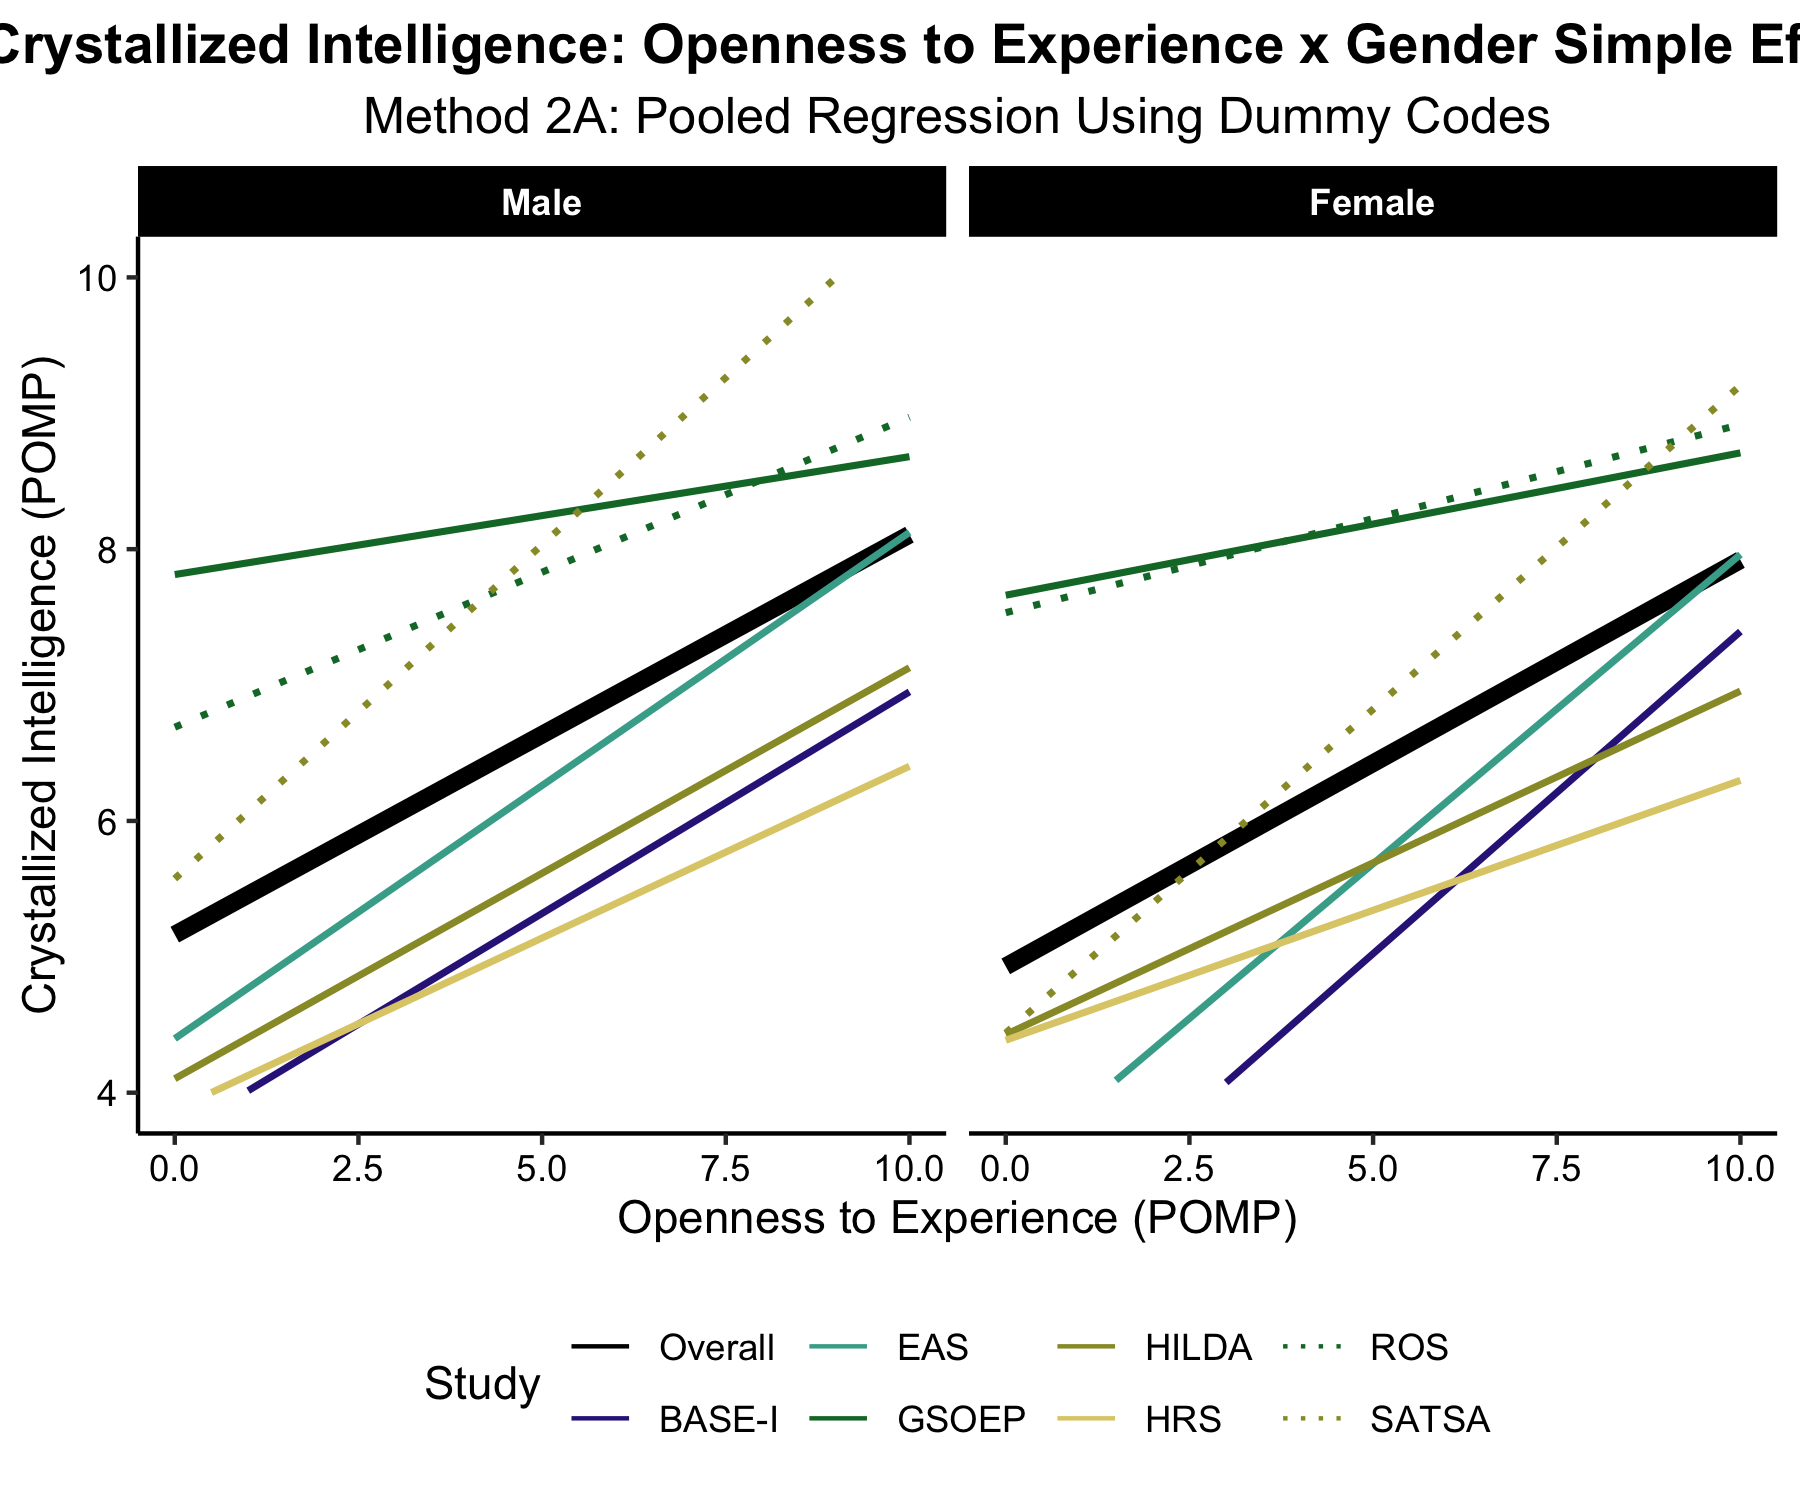 Crystallized Intelligence: Openness to Experience x Gender Simple Ef
Method 2A: Pooled Regression Using Dummy Codes
Male
Female
Crystallized Intelligence (POMP)
10
8
6
4
0.0 2.5 5.0 7.5 10.0
0.0 2.5 5.0 7.5 10.0
Openness to Experience (POMP)
Study
Overall EAS HILDA ROS
BASE-I GSOEP HRS SATSA